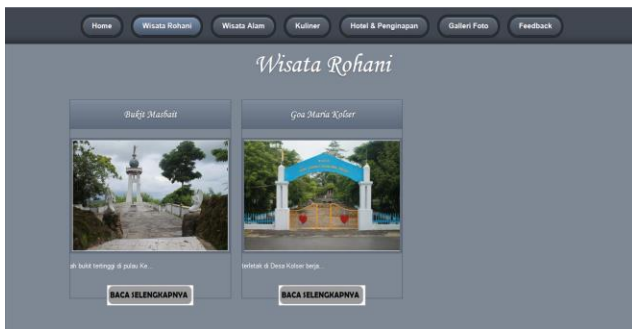 Home Wisata Rohani Wisata Alam Kuliner Hotel & Penginapan Galleri Foto Feedback
Wisata Rohani
Bukit Masbait Goa Maria Kolser
ah bukit tertinggi di pulau Ke... terletak di Desa Kolser berja...
BACA SELENGKAPNYA BACA SELENGKAPNYA